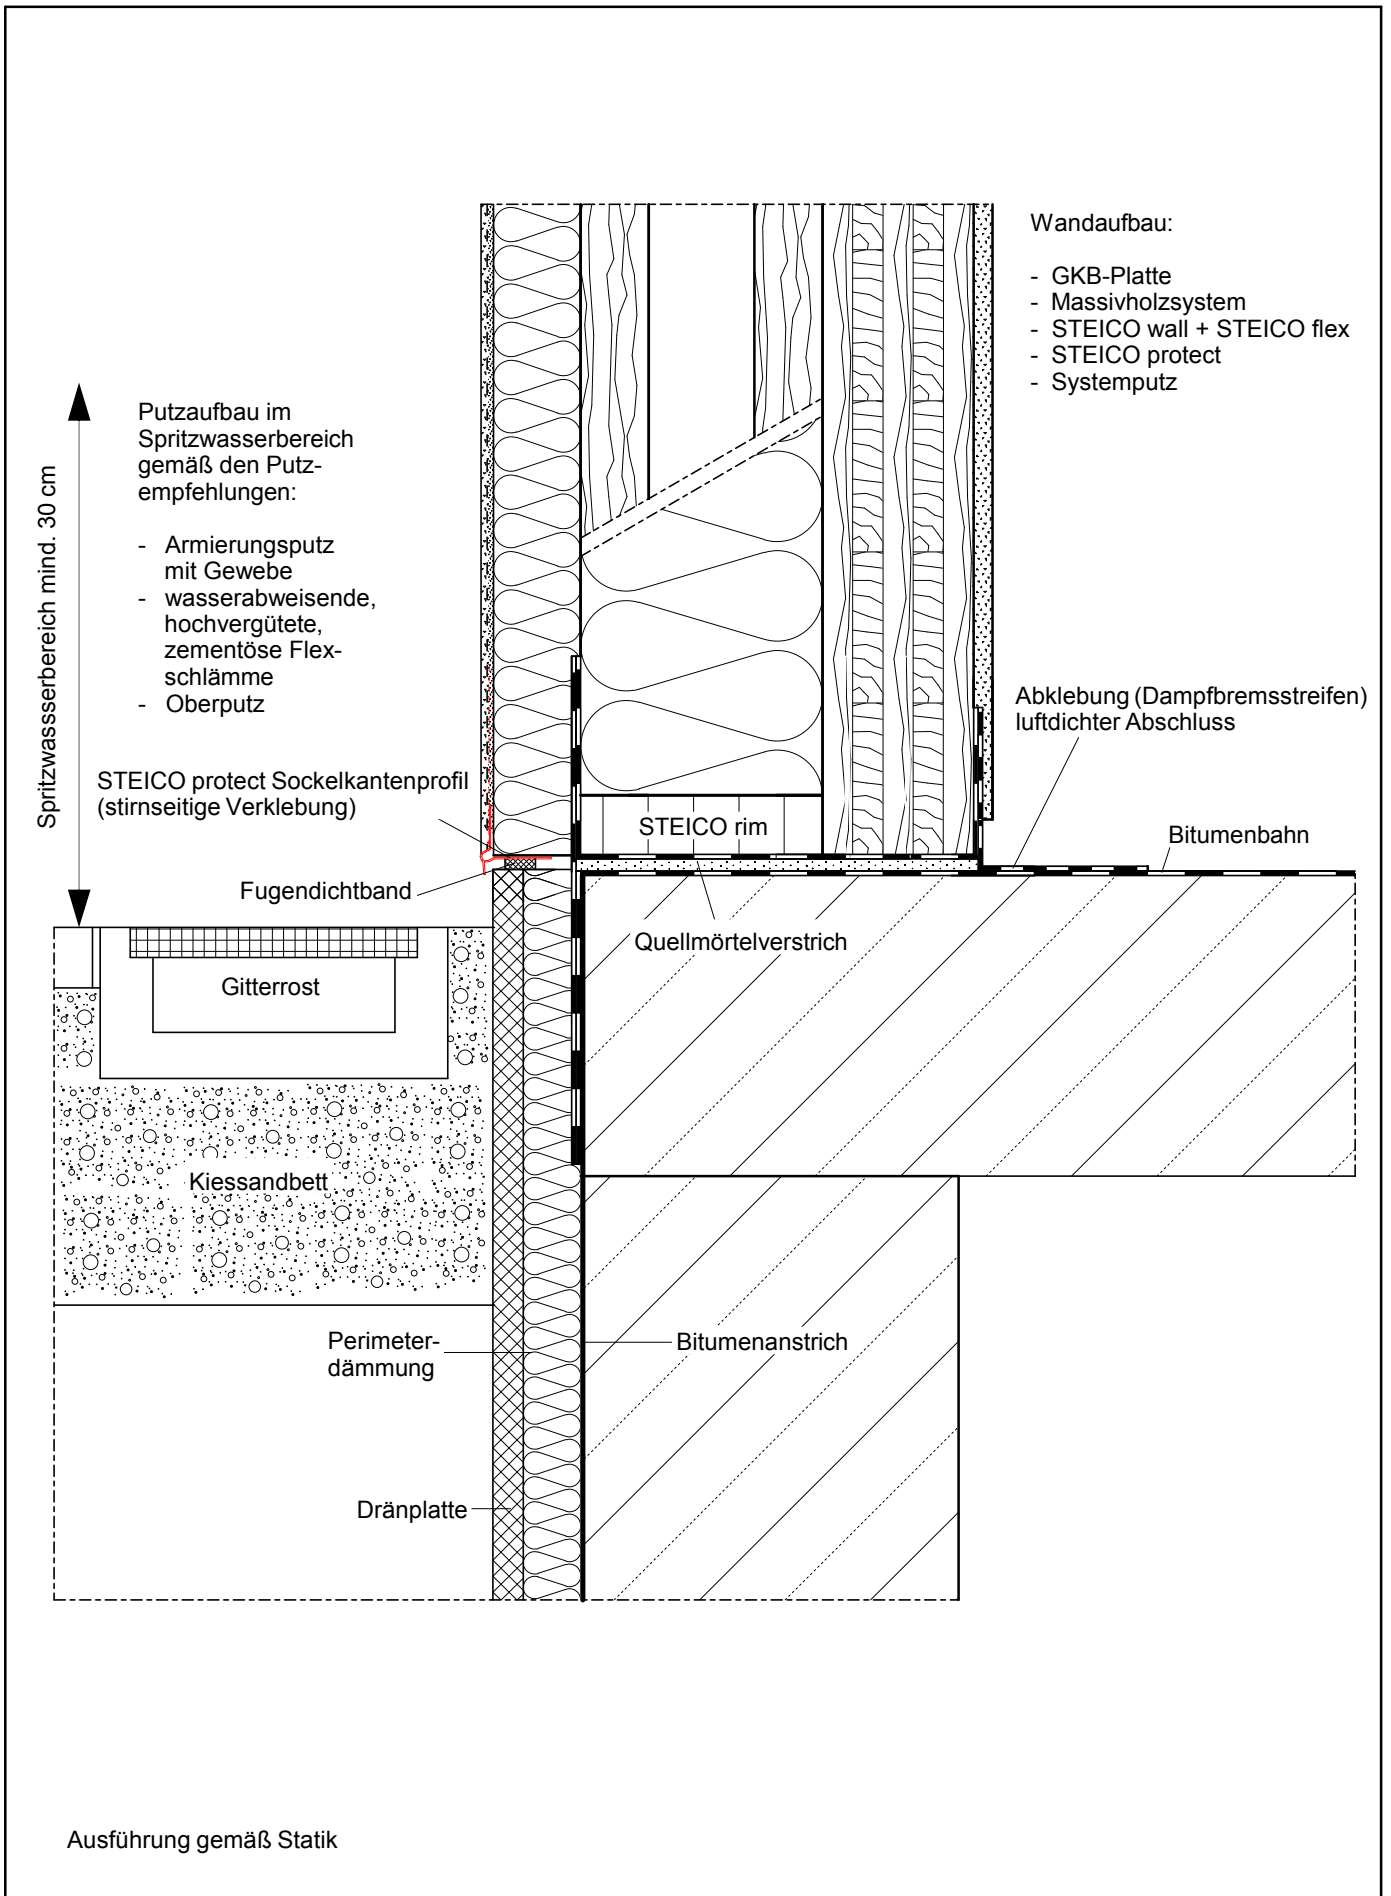 Wandaufbau:
- GKB-Platte
- Massivholzsystem
- STEICO wall + STEICO flex
- STEICO protect
- Systemputz
Spritzwassserbereich mind. 30 cm
Putzaufbau im
Spritzwasserbereich
gemäß den Putz-
empfehlungen:
- Armierungsputz
mit Gewebe
- wasserabweisende,
hochvergütete,
zementöse Flex-
schlämme
- Oberputz
Abklebung (Dampfbremsstreifen)
luftdichter Abschluss
STEICO protect Sockelkantenprofil
(stirnseitige Verklebung)
STEICO rim
Bitumenbahn
Fugendichtband
Quellmörtelverstrich
Gitterrost
Kiessandbett
Perimeter-
dämmung
Bitumenanstrich
Dränplatte
Ausführung gemäß Statik